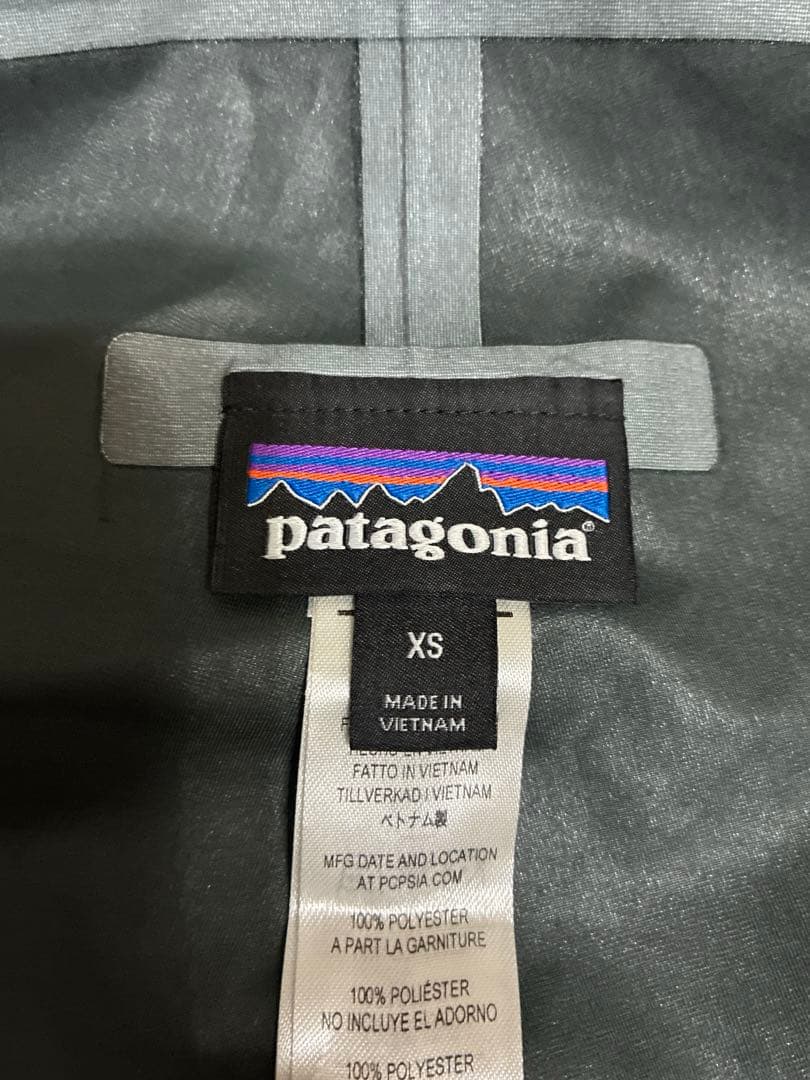 patagonia®
XS
MADE IN
VIETNAM
FATTO IN VIETNAM
TILLVERKAD I VIETNAM
ベトナム製
MFG DATE AND LOCATION
AT PCPSIA COM
100% POLYESTER
A PART LA GARNITURE
100% POLIÉSTER
NO INCLUYE EL ADORNO
100% POLYESTER